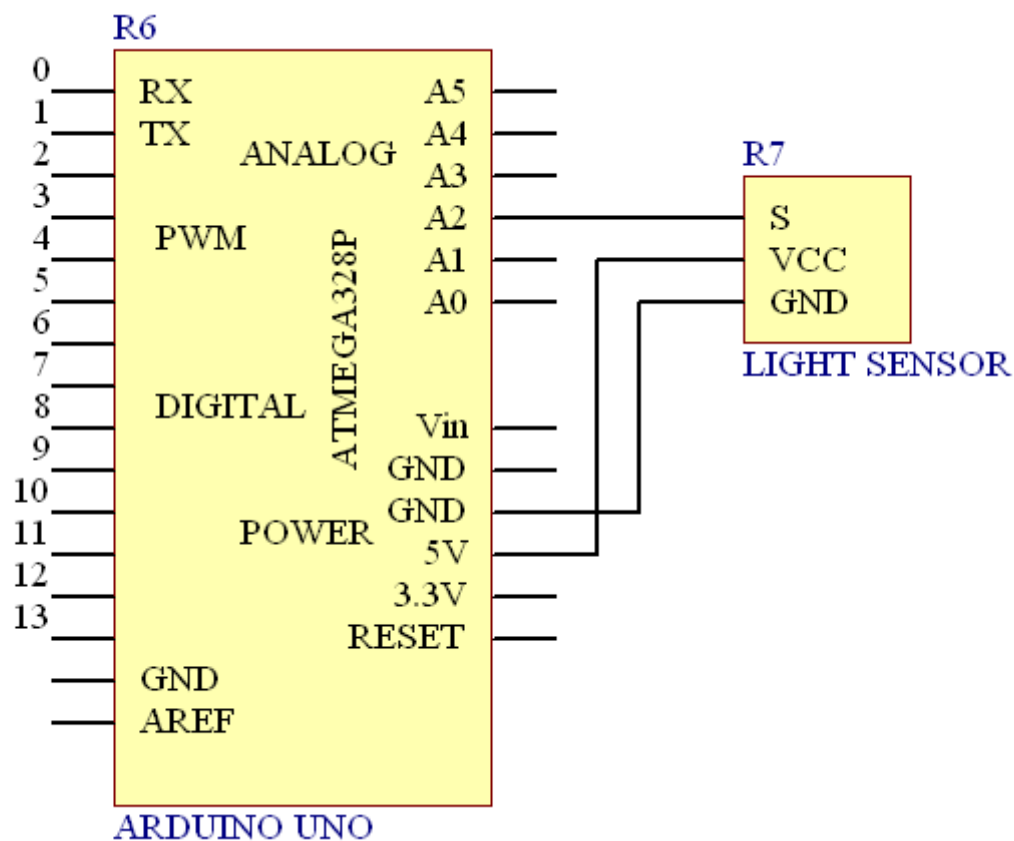 R6
0
1
2
3
4
5
6
7
8
9
10
11
12
13
RX
TX
ANALOG
PWM
ATMEGA328P
DIGITAL
POWER
GND
AREF
A5
A4
A3
A2
A1
A0
Vin
GND
GND
5V
3.3V
RESET
ARDUINO UNO
R7
S
VCC
GND
LIGHT SENSOR